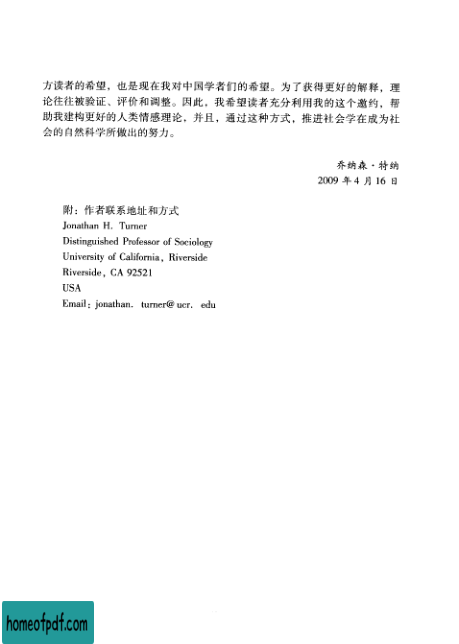 方读者的希望，也是现在我对中国学者们的希望。为了获得更好的解释，理
论往往被验证、评价和调整。因此，我希望读者充分利用我的这个邀约，帮
助我建构更好的人类情感理论，并且，通过这种方式，推进社会学在成为社
会的自然科学所做出的努力。
乔纳森·特纳
2009 年 4 月 16 日
附：作者联系地址和方式
Jonathan H. Turner
Distinguished Professor of Sociology
University of California, Riverside
Riverside, CA 92521
USA
Email: jonathan. turner@ ucr. edu
homeofpdf.com